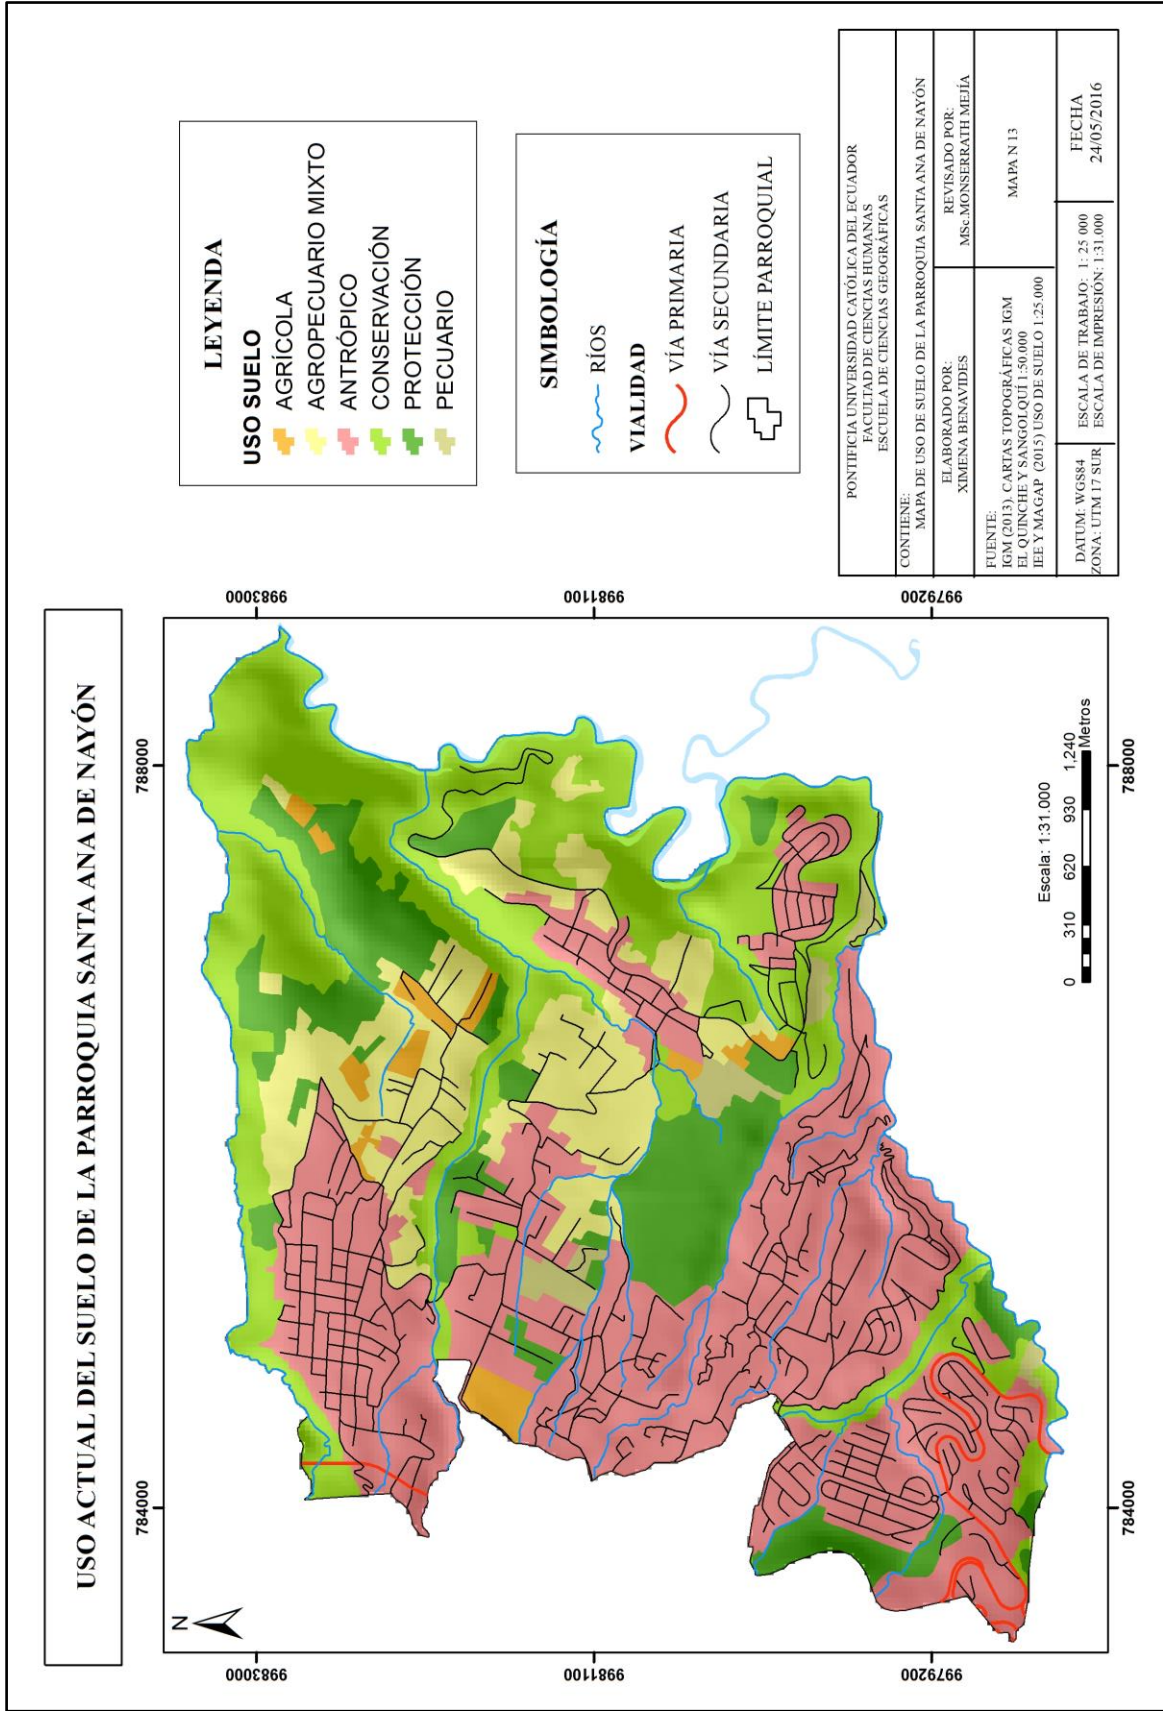 USO ACTUAL DEL SUELO DE LA PARROQUIA SANTA ANA DE NAYÓN
784000
788000
N
9983000
9983000
9981100
9981100
9979200
9979200
Escala: 1:31.000
0 310 620 930 1.240
Metros
784000
788000
LEYENDA
USO SUELO
AGRÍCOLA
AGROPECUARIO MIXTO
ANTRÓPICO
CONSERVACIÓN
PROTECCIÓN
PECUARIO
SIMBOLOGÍA
RÍOS
VIALIDAD
VÍA PRIMARIA
VÍA SECUNDARIA
LÍMITE PARROQUIAL
PONTIFICIA UNIVERSIDAD CATÓLICA DEL ECUADOR
FACULTAD DE CIENCIAS HUMANAS
ESCUELA DE CIENCIAS GEOGRÁFICAS
CONTIENE:
MAPA DE USO DE SUELO DE LA PARROQUIA SANTA ANA DE NAYÓN
ELABORADO POR:
XIMENA BENAVIDES
REVISADO POR:
MSc.MONSERRATH MEJÍA
FUENTE:
IGM (2013). CARTAS TOPOGRÁFICAS IGM
EL QUINCHE Y SANGOLQUÍ 1:50.000
IEE Y MAGAP (2015) USO DE SUELO 1:25.000
MAPA N 13
DATUM: WGS84
ZONA: UTM 17 SUR
ESCALA DE TRABAJO: 1: 25 000
ESCALA DE IMPRESIÓN: 1:31.000
FECHA
24/05/2016